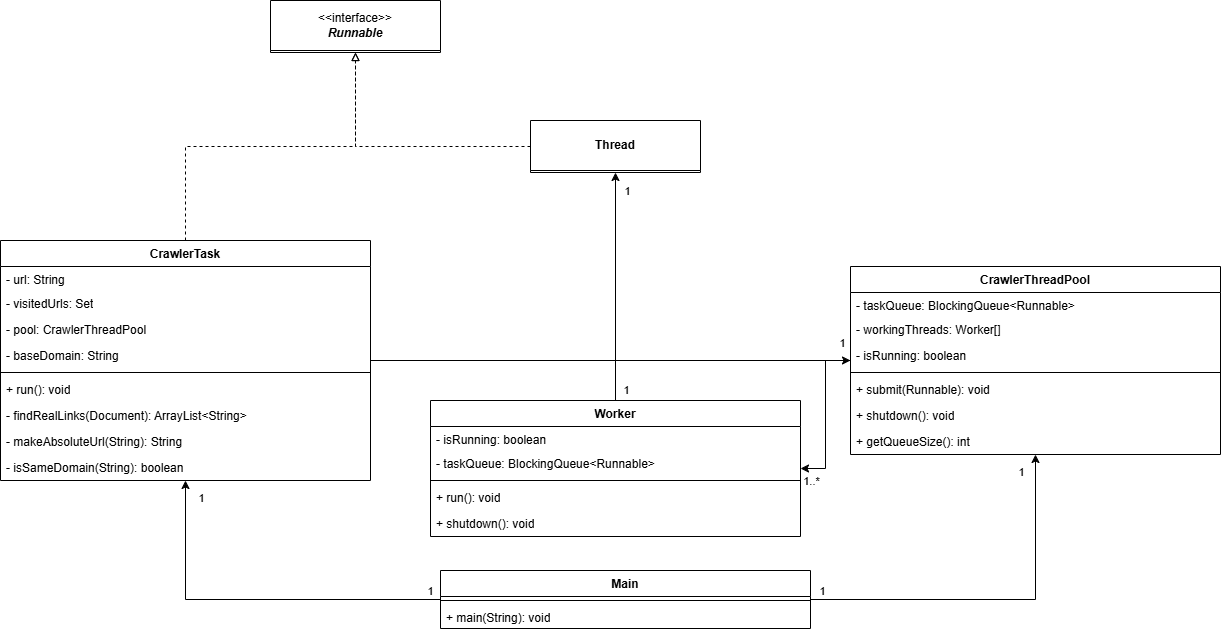 <<interface>>
Runnable
Thread
1
CrawlerTask
- url: String
- visitedUrls: Set
- pool: CrawlerThreadPool
- baseDomain: String
+ run(): void
- findRealLinks(Document): ArrayList<String>
- makeAbsoluteUrl(String): String
- isSameDomain(String): boolean
1
CrawlerThreadPool
- taskQueue: BlockingQueue<Runnable>
- workingThreads: Worker[]
- isRunning: boolean
+ submit(Runnable): void
+ shutdown(): void
+ getQueueSize(): int
1
1
1
Worker
- isRunning: boolean
- taskQueue: BlockingQueue<Runnable>
+ run(): void
+ shutdown(): void
1..*
1
Main
1
+ main(String): void